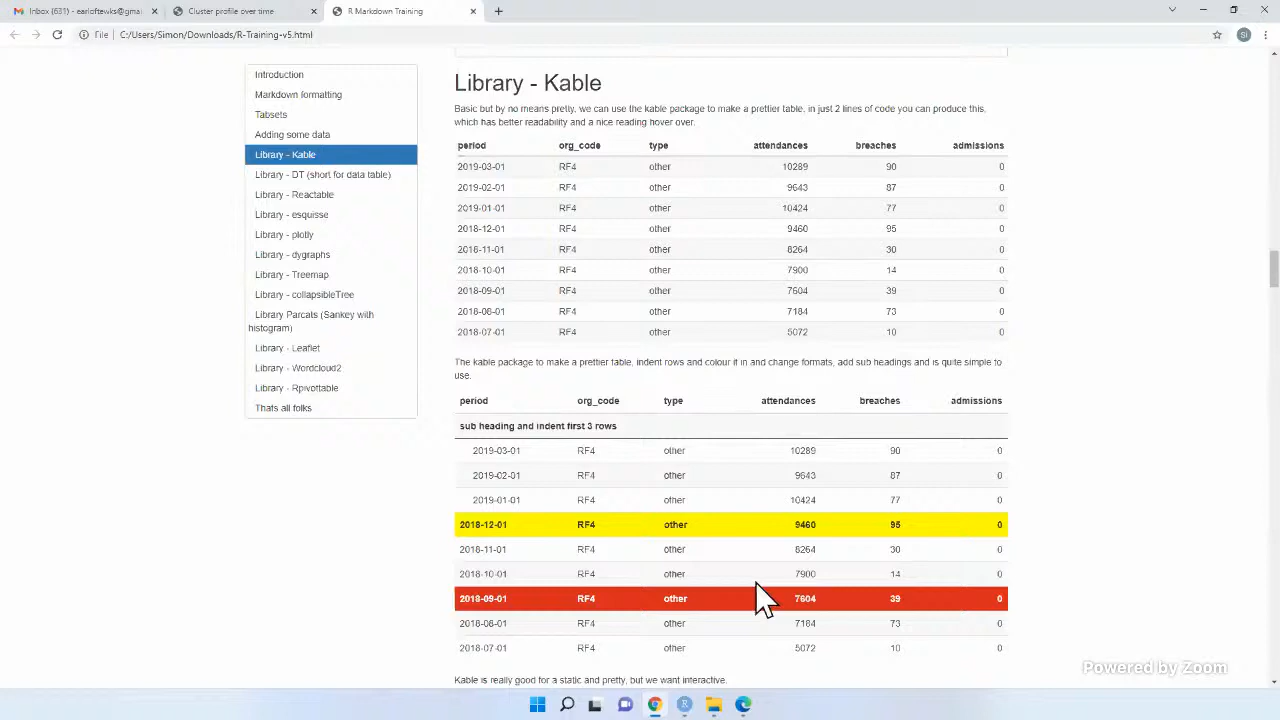 Inbox (631) - earloftewks@gmai
Cluster profile over time
R Markdown Training
File
C:/Users/Simon/Downloads/R-Training-v5.html
Si
Introduction
Markdown formatting
Tabsets
Adding some data
Library - Kable
Library - DT (short for data table)
Library - Reactable
Library - esquisse
Library - plotly
Library - dygraphs
Library - Treemap
Library - collapsibleTree
Library Parcats (Sankey with
histogram)
Library - Leaflet
Library - Wordcloud2
Library - Rpivottable
Thats all folks
Library - Kable
Basic but by no means pretty, we can use the kable package to make a prettier table, in just 2 lines of code you can produce this,
which has better readability and a nice reading hover over.
period org_code type attendances breaches admissions
2019-03-01 RF4 other 10289 90 0
2019-02-01 RF4 other 9643 87 0
2019-01-01 RF4 other 10424 77 0
2018-12-01 RF4 other 9460 95 0
2018-11-01 RF4 other 8264 30 0
2018-10-01 RF4 other 7900 14 0
2018-09-01 RF4 other 7604 39 0
2018-08-01 RF4 other 7184 73 0
2018-07-01 RF4 other 5072 10 0
The kable package to make a prettier table, indent rows and colour it in and change formats, add sub headings and is quite simple to
use.
period org_code type attendances breaches admissions
sub heading and indent first 3 rows
2019-03-01 RF4 other 10289 90 0
2019-02-01 RF4 other 9643 87 0
2019-01-01 RF4 other 10424 77 0
2018-12-01 RF4 other 9460 95 0
2018-11-01 RF4 other 8264 30 0
2018-10-01 RF4 other 7900 14 0
2018-09-01 RF4 other 7604 39 0
2018-08-01 RF4 other 7184 73 0
2018-07-01 RF4 other 5072 10 0
Kable is really good for a static and pretty, but we want interactive.
Powered by Zoom